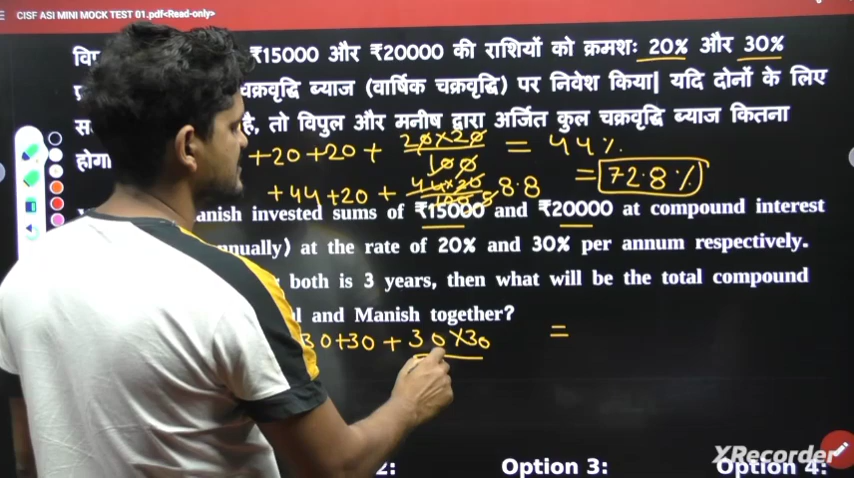 CISF ASI MINI MOCK TEST 01.pdf<Read-only>
₹15000 और ₹20000 की राशियों को क्रमशः 20% और 30%
चक्रवृद्धि ब्याज (वार्षिक चक्रवृद्धि) पर निवेश किया| यदि दोनों के लिए
है, तो विपुल और मनीष द्वारा अर्जित कुल चक्रवृद्धि ब्याज कितना
होगा
+20 +20 + 20×20 / 100 = 44%
+44 +20 + 44×20 / 100 8.8 = 72.8%
anish invested sums of ₹15000 and ₹20000 at compound interest
nnually) at the rate of 20% and 30% per annum respectively.
both is 3 years, then what will be the total compound
l and Manish together?
30+30 + 30×30 =
2: Option 3: Option 4:
XRecorder